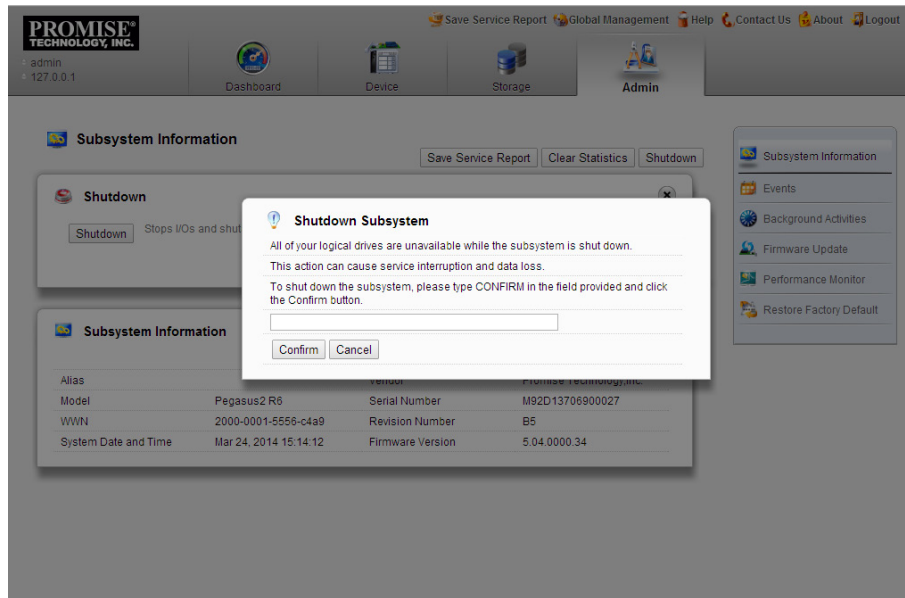 PROMISE®
TECHNOLOGY, INC.
Save Service Report Global Management Help Contact Us About Logout
admin
127.0.0.1
Dashboard Device Storage Admin
Subsystem Information
Save Service Report Clear Statistics Shutdown
Shutdown
Shutdown Stops I/Os and shut
Shutdown Subsystem
All of your logical drives are unavailable while the subsystem is shut down.
This action can cause service interruption and data loss.
To shut down the subsystem, please type CONFIRM in the field provided and click
the Confirm button.
Confirm Cancel
Subsystem Information
Alias Vendor Promise Technology,Inc.
Model Pegasus2 R6 Serial Number M92D13706900027
WWN 2000-0001-5556-c4a9 Revision Number B5
System Date and Time Mar 24, 2014 15:14:12 Firmware Version 5.04.0000.34
Subsystem Information
Events
Background Activities
Firmware Update
Performance Monitor
Restore Factory Default